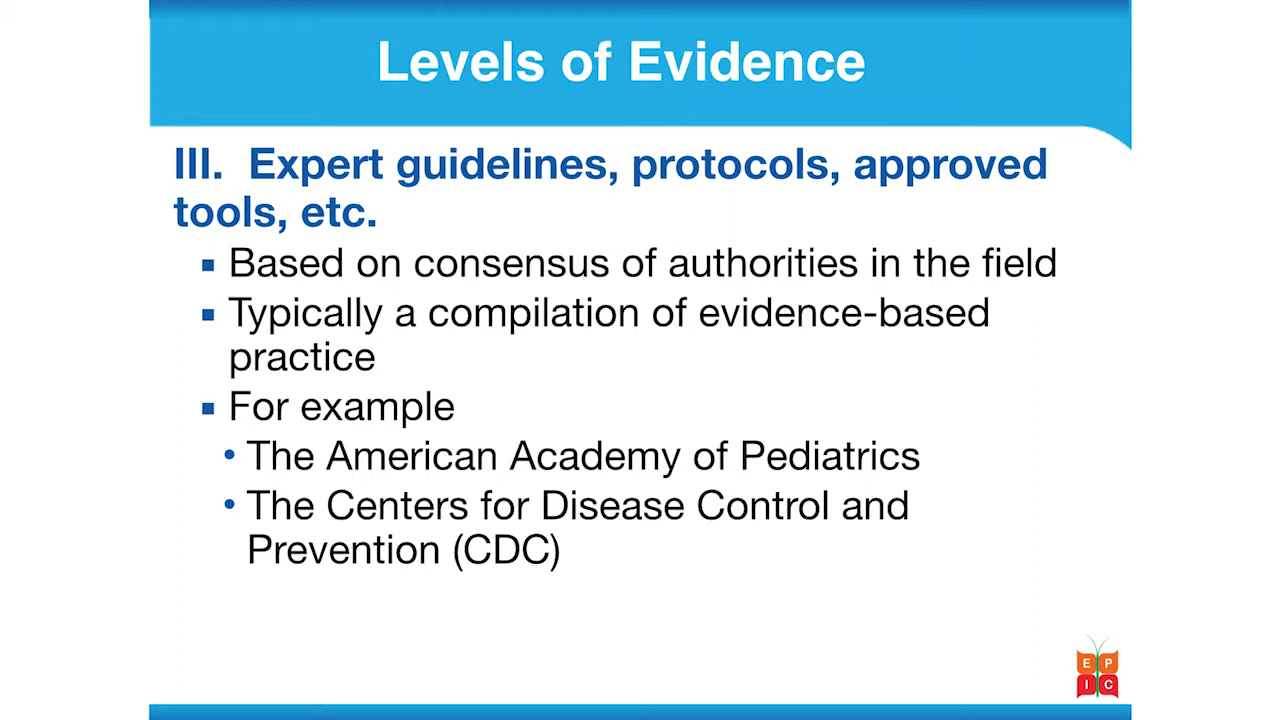 Levels of Evidence
III.  Expert guidelines, protocols, approved
tools, etc.
▪ Based on consensus of authorities in the field
▪ Typically a compilation of evidence-based
practice
▪ For example
• The American Academy of Pediatrics
• The Centers for Disease Control and
Prevention (CDC)
E P
I C